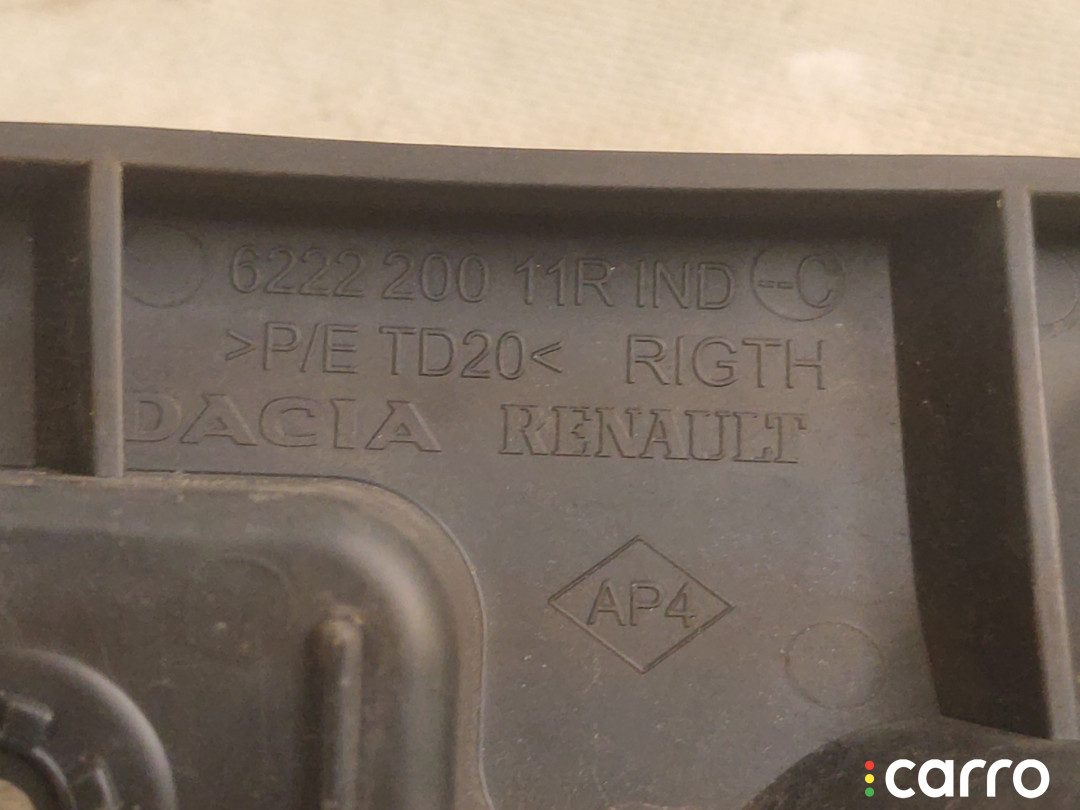 6222 200 11R IND --C
>P/E TD20< RIGTH
DACIA RENAULT
AP4
carro